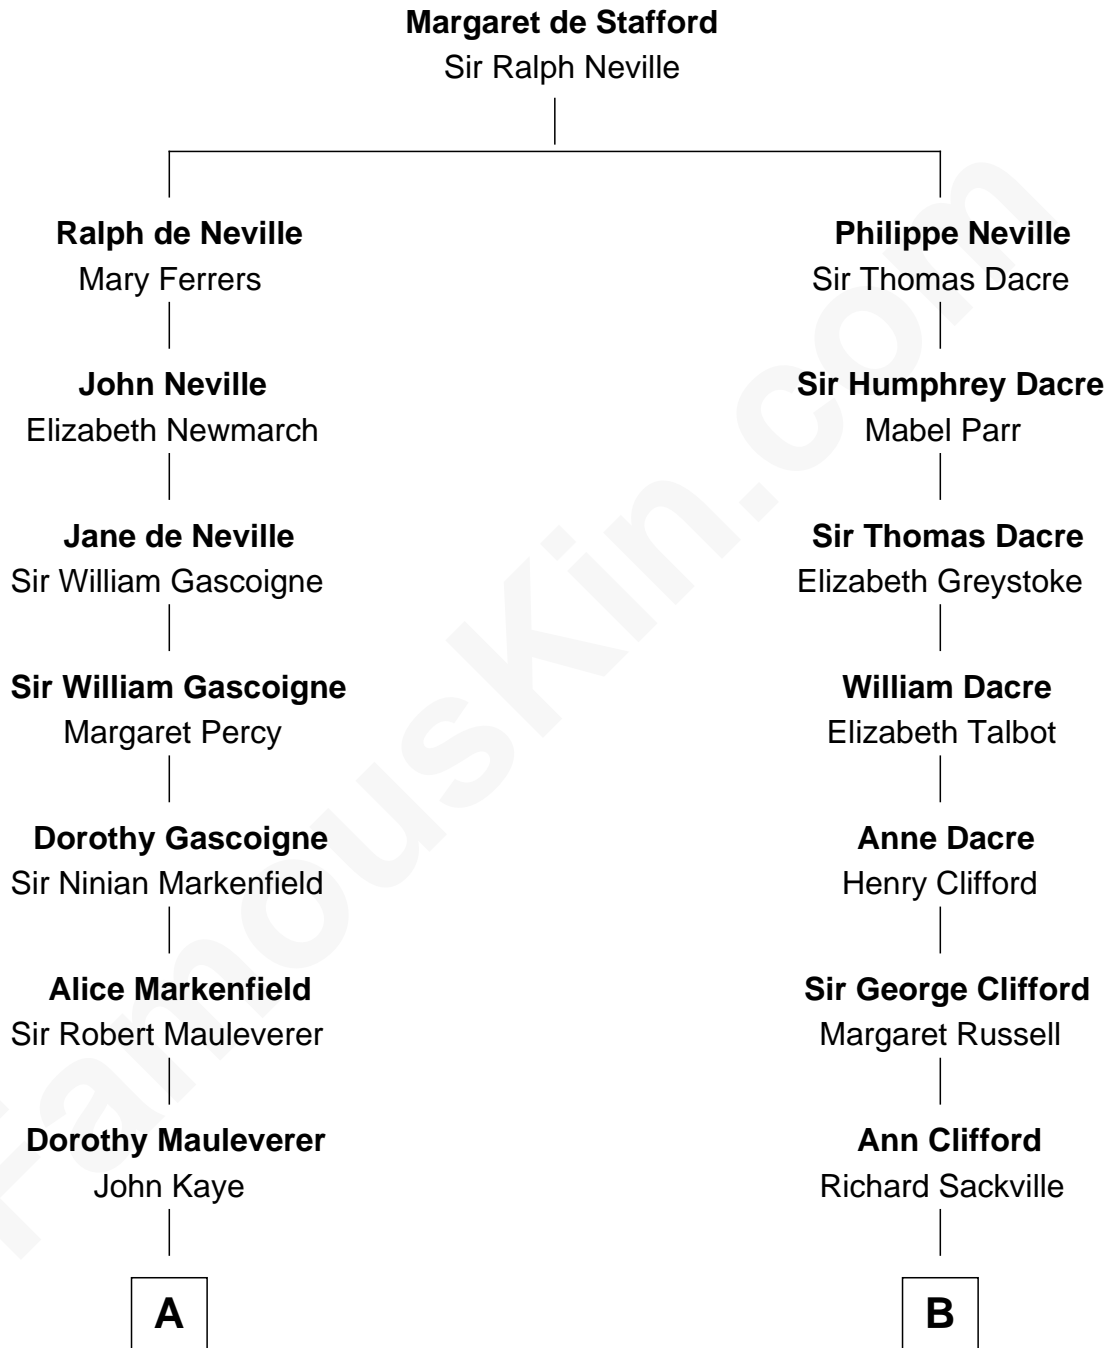 Margaret de Stafford
Sir Ralph Neville
Ralph de Neville
Mary Ferrers
John Neville
Elizabeth Newmarch
Jane de Neville
Sir William Gascoigne
Sir William Gascoigne
Margaret Percy
Dorothy Gascoigne
Sir Ninian Markenfield
Alice Markenfield
Sir Robert Mauleverer
Dorothy Mauleverer
John Kaye
A
Philippe Neville
Sir Thomas Dacre
Sir Humphrey Dacre
Mabel Parr
Sir Thomas Dacre
Elizabeth Greystoke
William Dacre
Elizabeth Talbot
Anne Dacre
Henry Clifford
Sir George Clifford
Margaret Russell
Ann Clifford
Richard Sackville
B
FamousKin.com